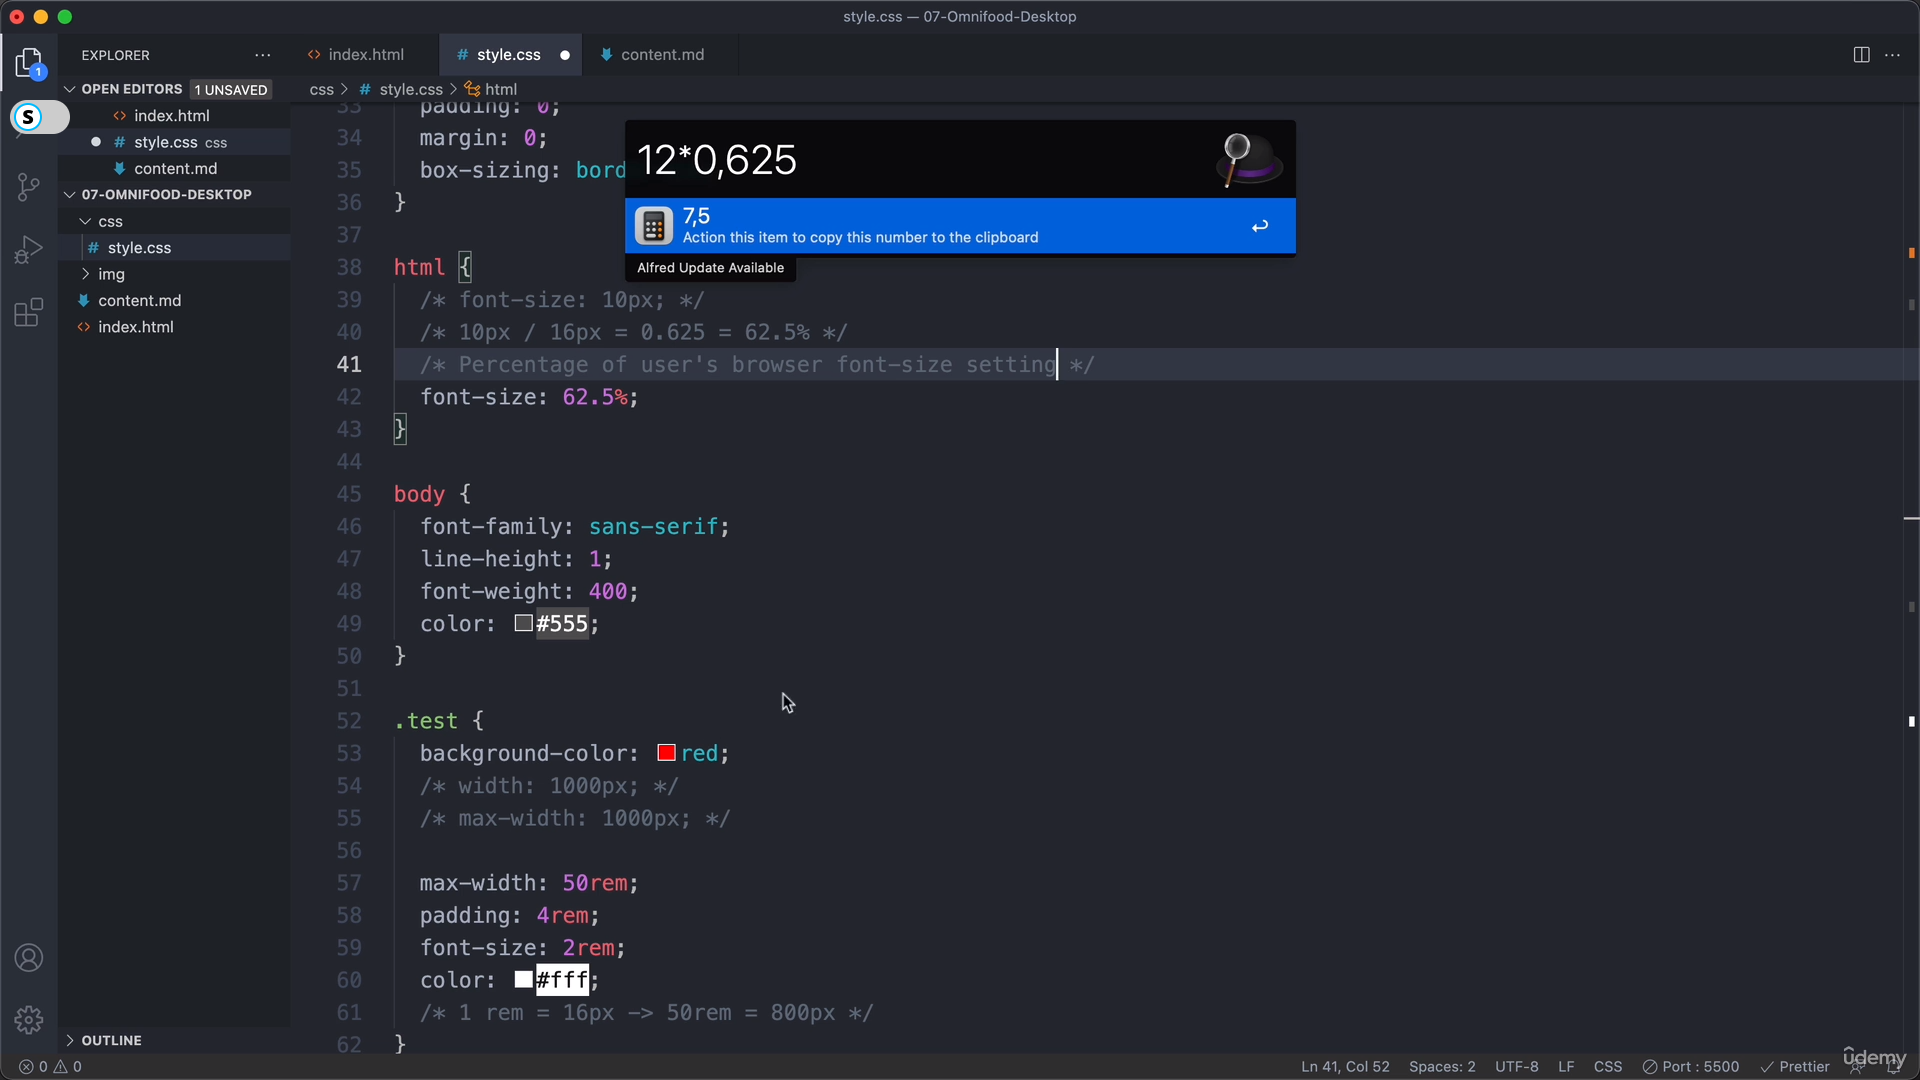 style.css — 07-Omnifood-Desktop
EXPLORER
index.html
style.css
content.md
OPEN EDITORS 1 UNSAVED
css > # style.css > html
1
S
index.html
style.css css
content.md
07-OMNIFOOD-DESKTOP
css
# style.css
img
content.md
index.html
OUTLINE
33 padding: 0;
34 margin: 0;
35 box-sizing: bord
36 }
37
38 html {
39 /* font-size: 10px; */
40 /* 10px / 16px = 0.625 = 62.5% */
41 /* Percentage of user's browser font-size setting */
42 font-size: 62.5%;
43 }
44
45 body {
46 font-family: sans-serif;
47 line-height: 1;
48 font-weight: 400;
49 color: #555;
50 }
51
52 .test {
53 background-color: red;
54 /* width: 1000px; */
55 /* max-width: 1000px; */
56
57 max-width: 50rem;
58 padding: 4rem;
59 font-size: 2rem;
60 color: #fff;
61 /* 1 rem = 16px -> 50rem = 800px */
62 }
12*0,625
7,5
Action this item to copy this number to the clipboard
Alfred Update Available
0 0
Ln 41, Col 52 Spaces: 2 UTF-8 LF CSS Port : 5500 Prettier
ûdemy